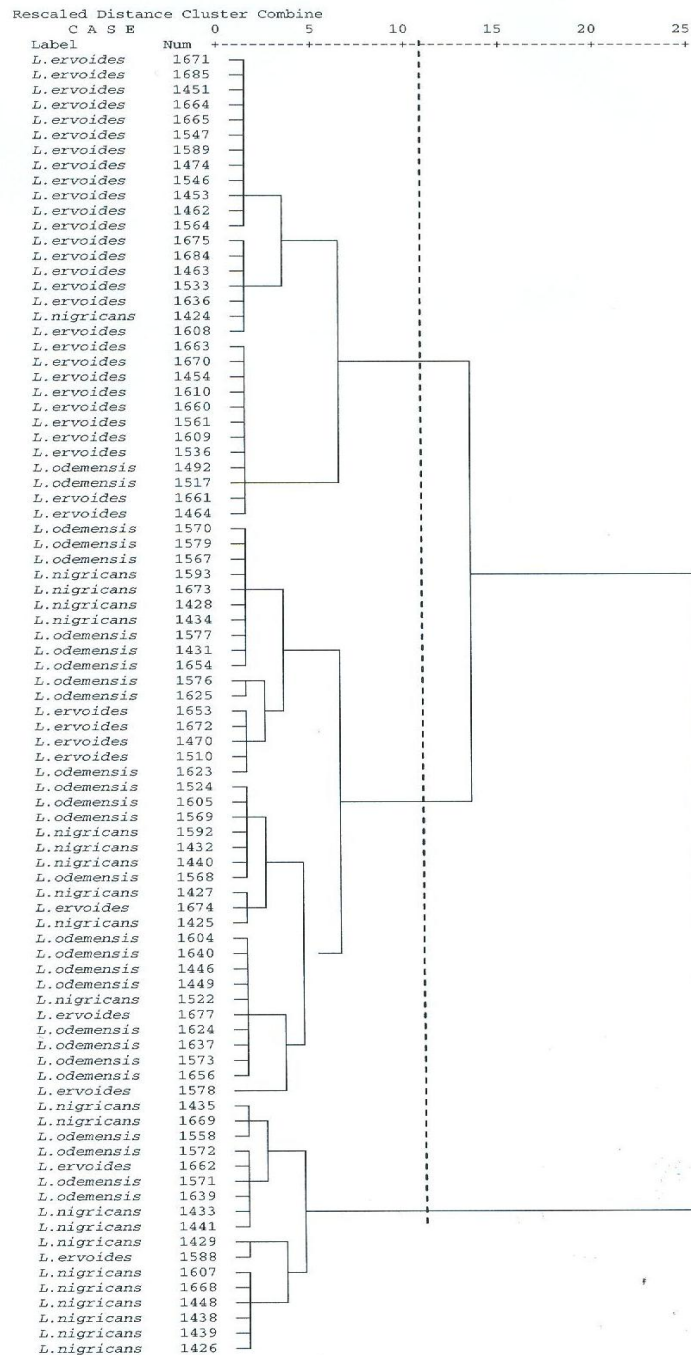 Rescaled Distance Cluster Combine
C A S E 0 5 10 15 20 25
Label Num
L.ervoides 1671
L.ervoides 1685
L.ervoides 1451
L.ervoides 1664
L.ervoides 1665
L.ervoides 1547
L.ervoides 1589
L.ervoides 1474
L.ervoides 1546
L.ervoides 1453
L.ervoides 1462
L.ervoides 1564
L.ervoides 1675
L.ervoides 1684
L.ervoides 1463
L.ervoides 1533
L.ervoides 1636
L.nigricans 1424
L.ervoides 1608
L.ervoides 1663
L.ervoides 1670
L.ervoides 1454
L.ervoides 1610
L.ervoides 1660
L.ervoides 1561
L.ervoides 1609
L.ervoides 1536
L.odemensis 1492
L.odemensis 1517
L.ervoides 1661
L.ervoides 1464
L.odemensis 1570
L.odemensis 1579
L.odemensis 1567
L.nigricans 1593
L.nigricans 1673
L.nigricans 1428
L.nigricans 1434
L.odemensis 1577
L.odemensis 1431
L.odemensis 1654
L.odemensis 1576
L.odemensis 1625
L.ervoides 1653
L.ervoides 1672
L.ervoides 1470
L.ervoides 1510
L.odemensis 1623
L.odemensis 1524
L.odemensis 1605
L.odemensis 1569
L.nigricans 1592
L.nigricans 1432
L.nigricans 1440
L.odemensis 1568
L.nigricans 1427
L.ervoides 1674
L.nigricans 1425
L.odemensis 1604
L.odemensis 1640
L.odemensis 1446
L.odemensis 1449
L.nigricans 1522
L.ervoides 1677
L.odemensis 1624
L.odemensis 1637
L.odemensis 1573
L.odemensis 1656
L.ervoides 1578
L.nigricans 1435
L.nigricans 1669
L.odemensis 1558
L.odemensis 1572
L.ervoides 1662
L.odemensis 1571
L.odemensis 1639
L.nigricans 1433
L.nigricans 1441
L.nigricans 1429
L.ervoides 1588
L.nigricans 1607
L.nigricans 1668
L.nigricans 1448
L.nigricans 1438
L.nigricans 1439
L.nigricans 1426